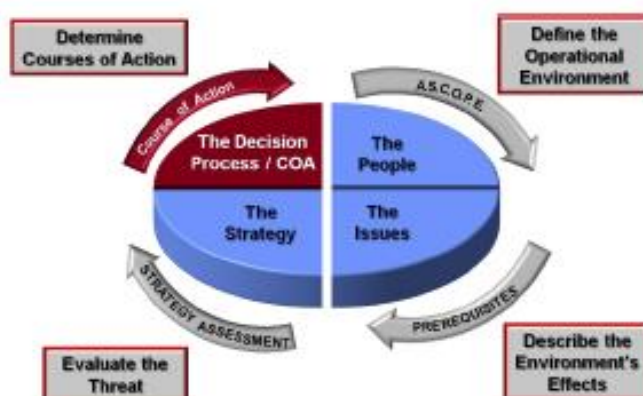 Determine
Courses of Action
Define the
Operational
Environment
Course of Action
A.S.C.O.P.E.
The Decision
Process / COA
The
People
The
Strategy
The
Issues
STRATEGY ASSESSMENT
PREREQUISITES
Evaluate the
Threat
Describe the
Environment's
Effects